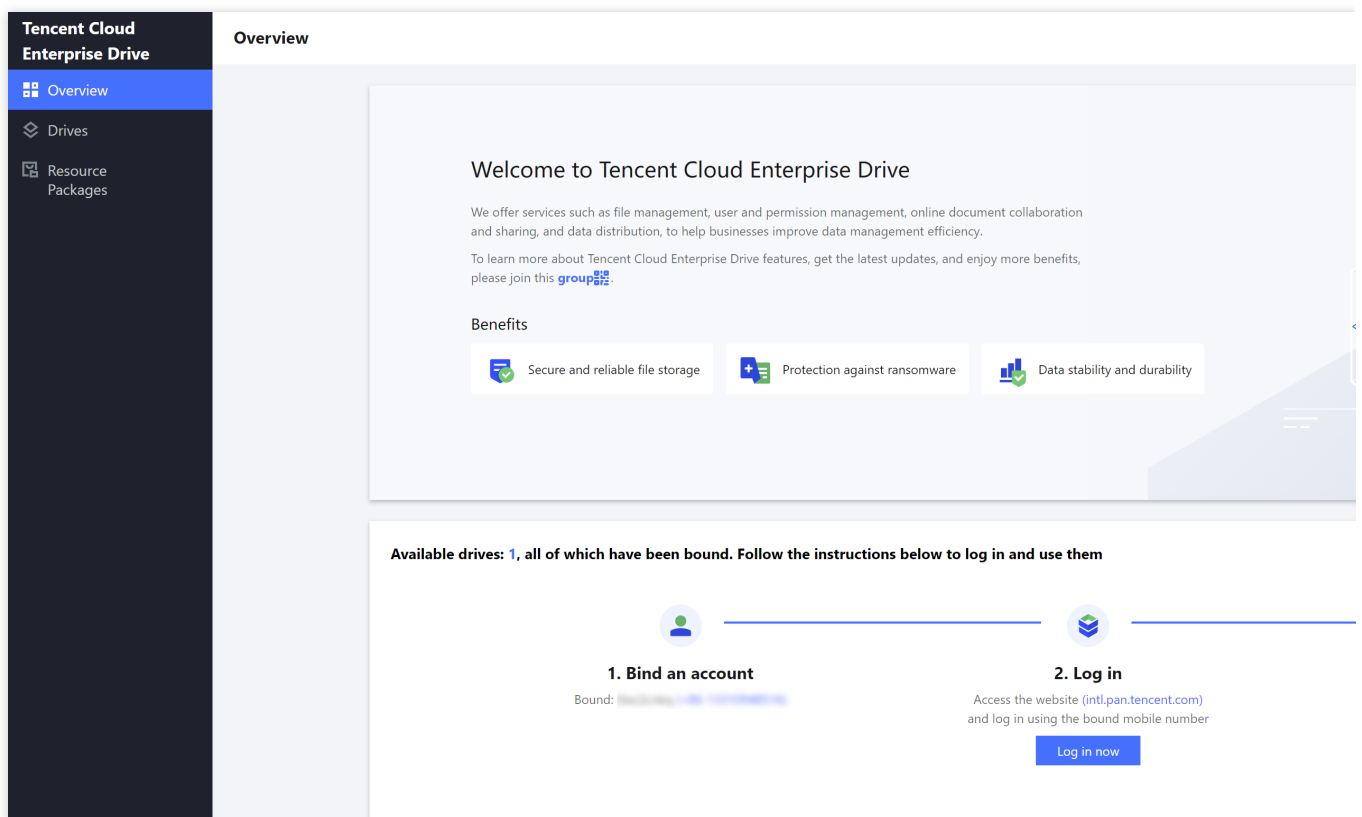 Tencent Cloud
Enterprise Drive
Overview
Drives
Resource
Packages
Overview
Welcome to Tencent Cloud Enterprise Drive
We offer services such as file management, user and permission management, online document collaboration
and sharing, and data distribution, to help businesses improve data management efficiency.
To learn more about Tencent Cloud Enterprise Drive features, get the latest updates, and enjoy more benefits,
please join this group.
Benefits
Secure and reliable file storage
Protection against ransomware
Data stability and durability
Available drives: 1, all of which have been bound. Follow the instructions below to log in and use them
1. Bind an account
Bound:
2. Log in
Access the website (intl.pan.tencent.com)
and log in using the bound mobile number
Log in now